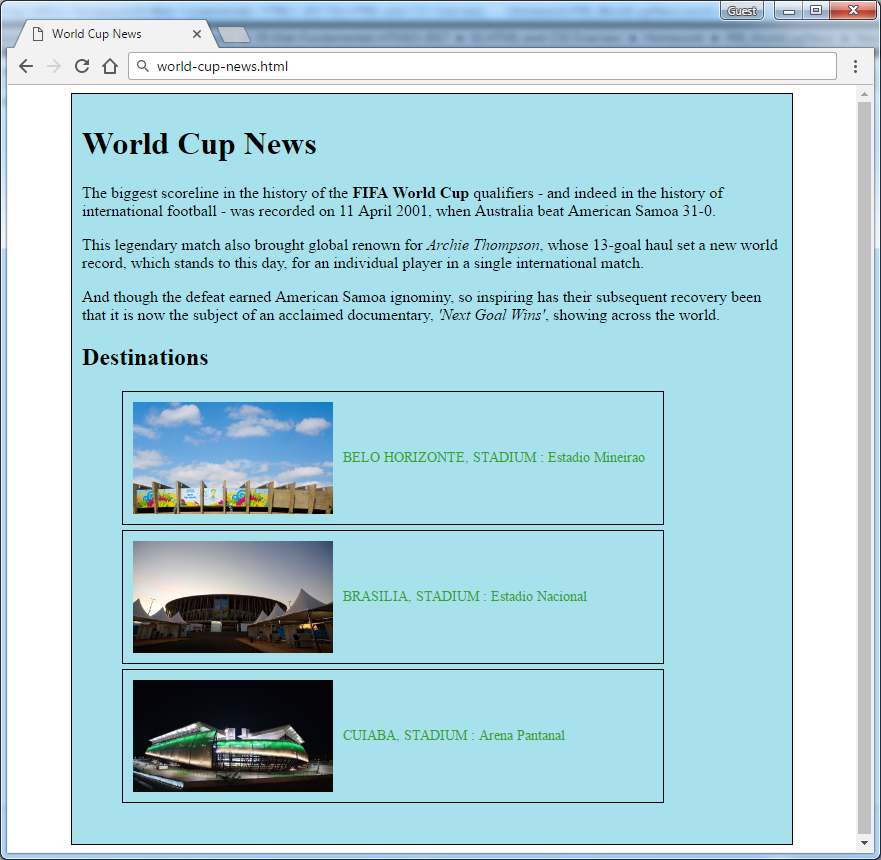 Guest
World Cup News
world-cup-news.html
World Cup News
The biggest scoreline in the history of the FIFA World Cup qualifiers - and indeed in the history of
international football - was recorded on 11 April 2001, when Australia beat American Samoa 31-0.
This legendary match also brought global renown for Archie Thompson, whose 13-goal haul set a new world
record, which stands to this day, for an individual player in a single international match.
And though the defeat earned American Samoa ignominy, so inspiring has their subsequent recovery been
that it is now the subject of an acclaimed documentary, 'Next Goal Wins', showing across the world.
Destinations
BELO HORIZONTE, STADIUM : Estadio Mineirao
BRASILIA, STADIUM : Estadio Nacional
CUIABA, STADIUM : Arena Pantanal